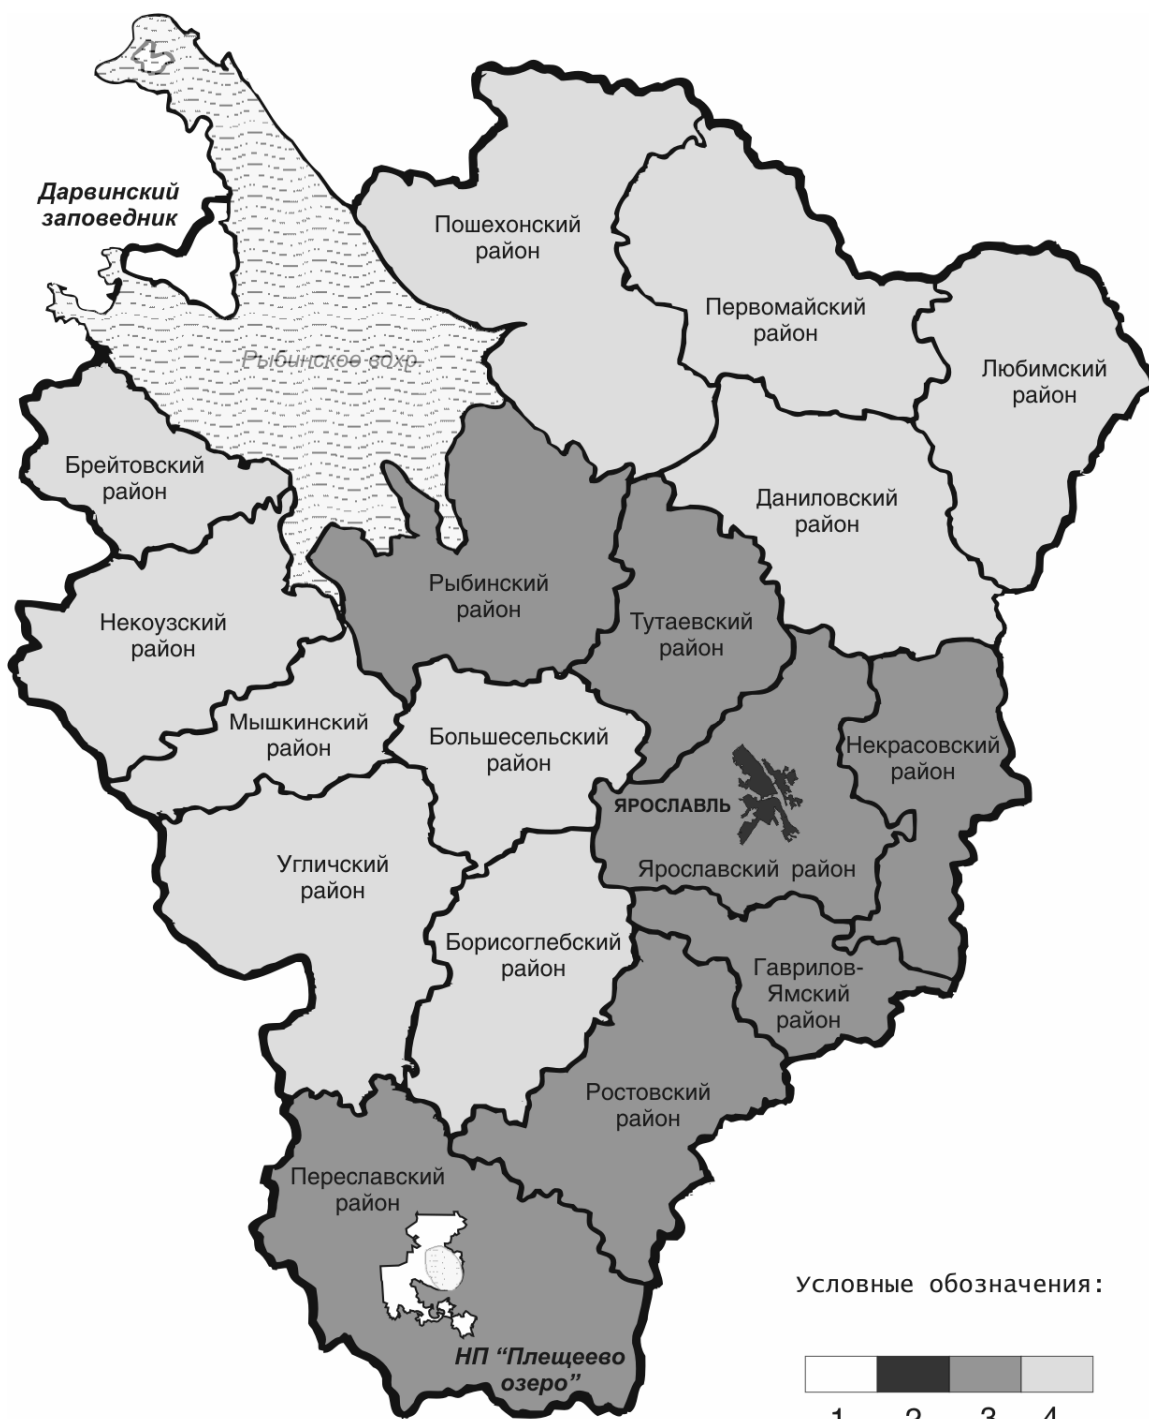 Дарвинский
заповедник
Пошехонский
район
Первомайский
район
Рыбинское вдхр.
Любимский
район
Брейтовский
район
Даниловский
район
Рыбинский
район
Некоузский
район
Тутаевский
район
Мышкинский
район
Большесельский
район
Некрасовский
район
ЯРОСЛАВЛЬ
Ярославский район
Угличский
район
Борисоглебский
район
Гаврилов-
Ямский
район
Ростовский
район
Переславский
район
НП “Плещеево
озеро”
Условные обозначения:
1 2 3 4